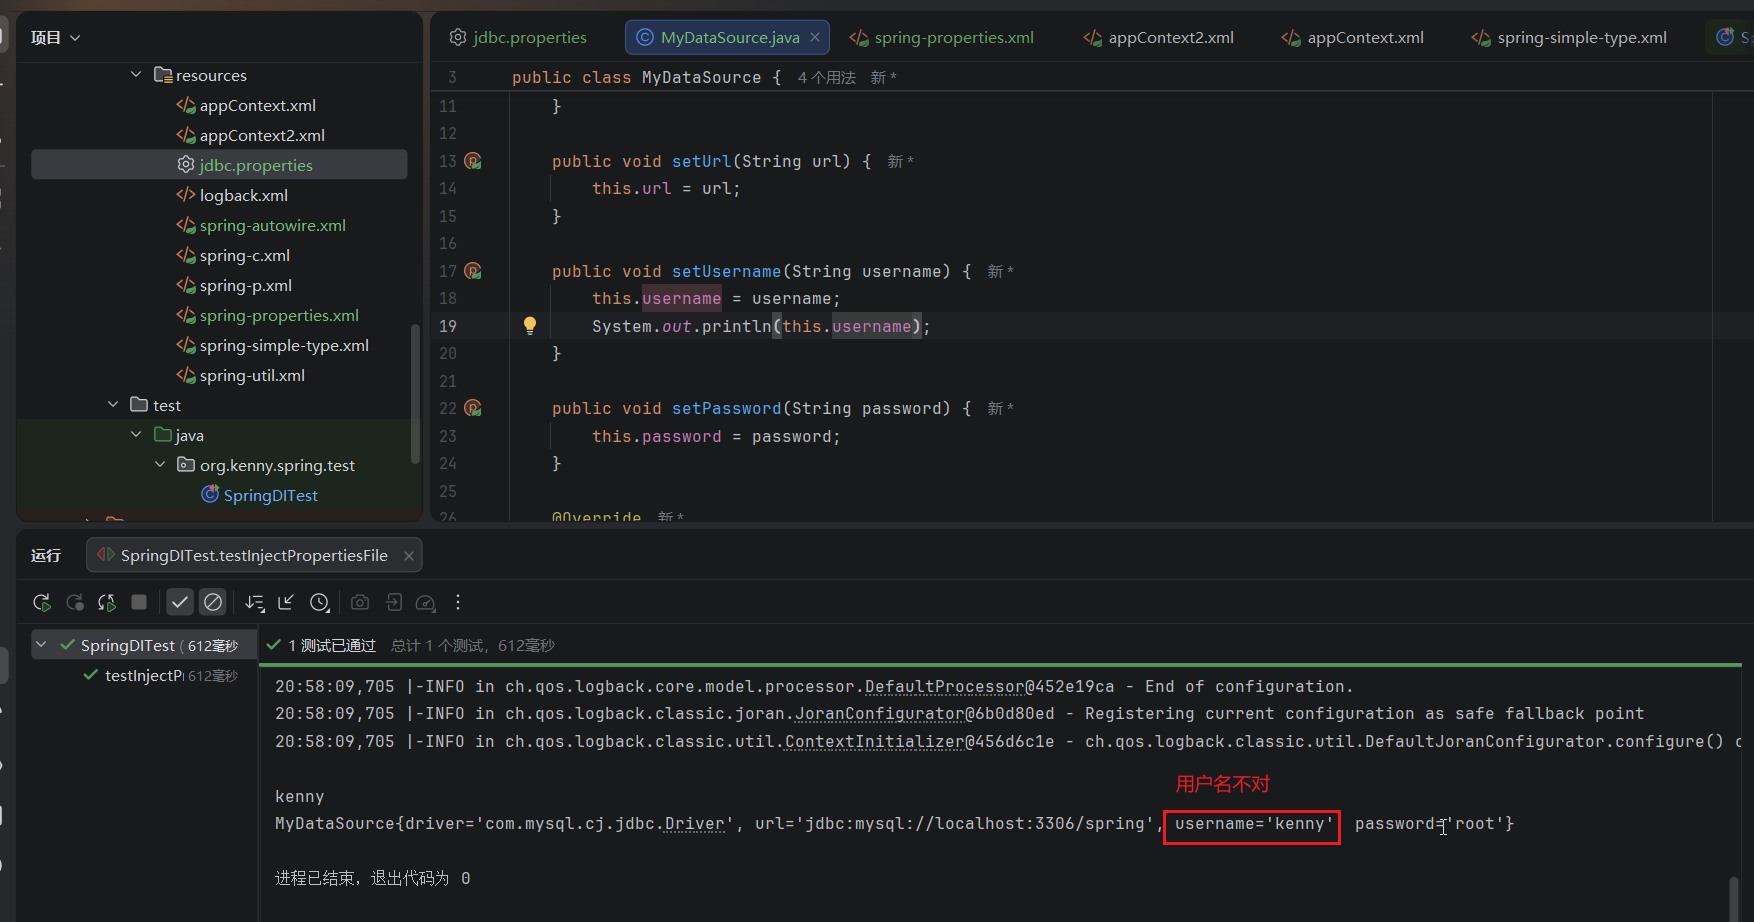 项目
resources
appContext.xml
appContext2.xml
jdbc.properties
logback.xml
spring-autowire.xml
spring-c.xml
spring-p.xml
spring-properties.xml
spring-simple-type.xml
spring-util.xml
test
java
org.kenny.spring.test
SpringDITest
jdbc.properties MyDataSource.java spring-properties.xml appContext2.xml appContext.xml spring-simple-type.xml
3 public class MyDataSource { 4 个用法 新 *
11 }
12
13 public void setUrl(String url) { 新 *
14 this.url = url;
15 }
16
17 public void setUsername(String username) { 新 *
18 this.username = username;
19 System.out.println(this.username);
20 }
21
22 public void setPassword(String password) { 新 *
23 this.password = password;
24 }
25
26 @Override 新 *
运行 SpringDITest.testInjectPropertiesFile
SpringDITest ( 612毫秒
testInjectPı 612毫秒
1 测试已通过 总计 1 个测试, 612毫秒
20:58:09,705 |-INFO in ch.qos.logback.core.model.processor.DefaultProcessor@452e19ca - End of configuration.
20:58:09,705 |-INFO in ch.qos.logback.classic.joran.JoranConfigurator@6b0d80ed - Registering current configuration as safe fallback point
20:58:09,705 |-INFO in ch.qos.logback.classic.util.ContextInitializer@456d6c1e - ch.qos.logback.classic.util.DefaultJoranConfigurator.configure()
用户名不对
kenny
MyDataSource{driver='com.mysql.cj.jdbc.Driver', url='jdbc:mysql://localhost:3306/spring', username='kenny' password='root'}
进程已结束，退出代码为 0